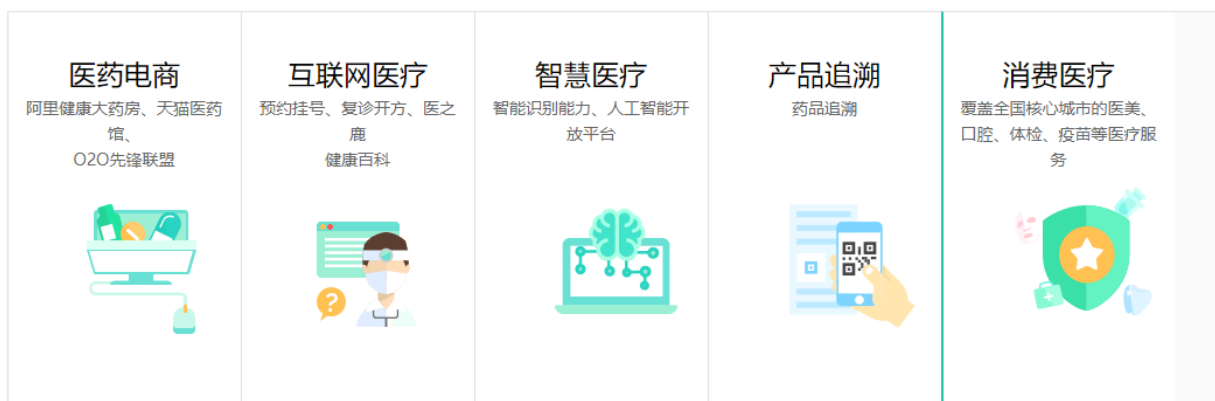 医药电商
阿里健康大药房、天猫医药
馆、
O2O先锋联盟
互联网医疗
预约挂号、复诊开方、医之
鹿
健康百科
智慧医疗
智能识别能力、人工智能开
放平台
产品追溯
药品追溯
消费医疗
覆盖全国核心城市的医美、
口腔、体检、疫苗等医疗服
务